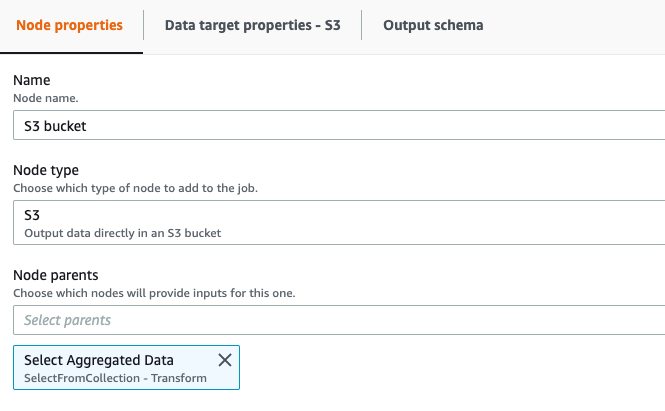 Node properties
Data target properties - S3
Output schema
Name
Node name.
S3 bucket
Node type
Choose which type of node to add to the job.
S3
Output data directly in an S3 bucket
Node parents
Choose which nodes will provide inputs for this one.
Select parents
Select Aggregated Data
SelectFromCollection - Transform